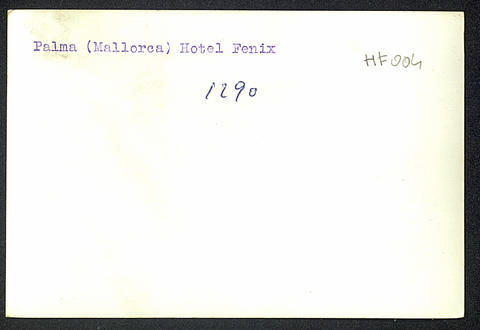 Palma (Mallorca) Hotel Fenix
HF004
1290